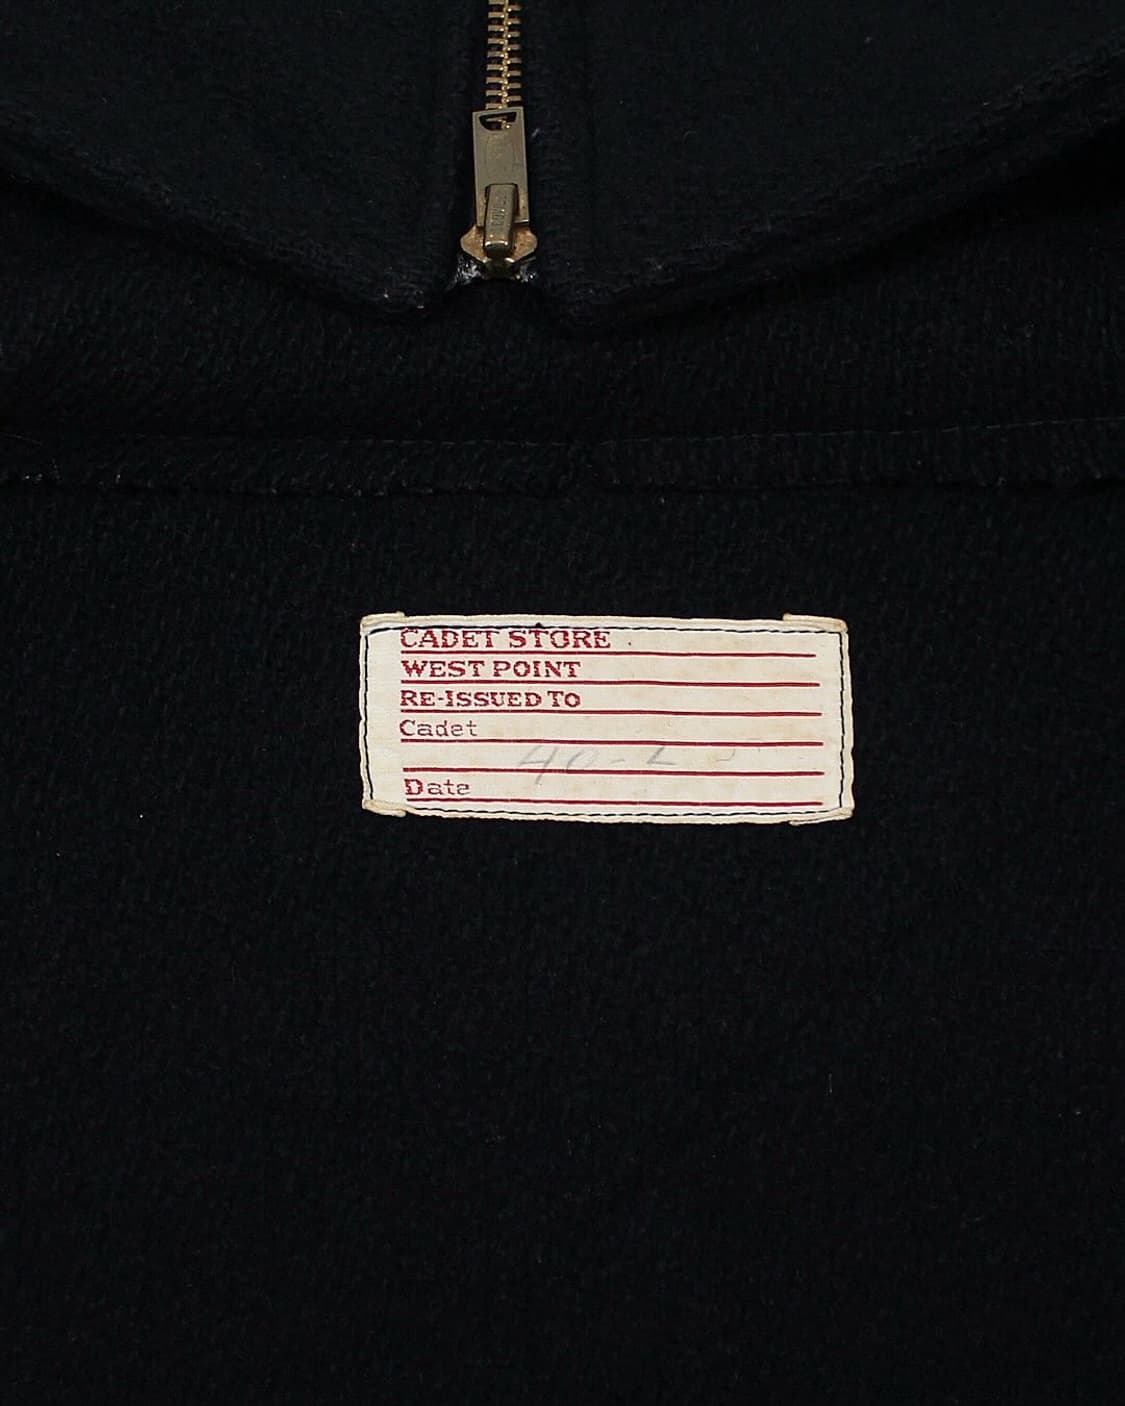 CADET STORE
WEST POINT
RE-ISSUED TO
Cadet
40-L
Date